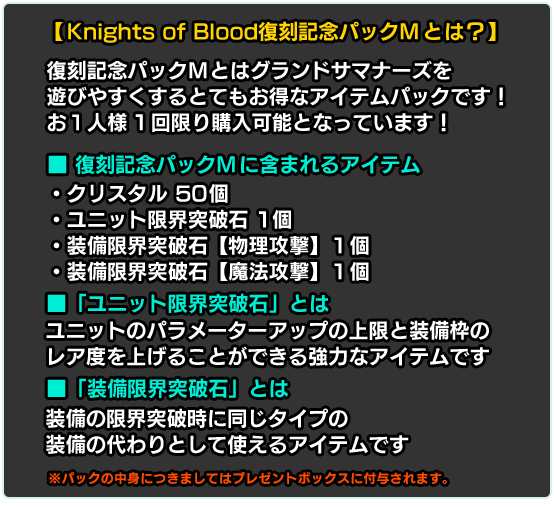 【Knights of Blood復刻記念パックMとは？】
復刻記念パックMとはグランドサマナーズを
遊びやすくするとてもお得なアイテムパックです！
お１人様１回限り購入可能となっています！
■ 復刻記念パックMに含まれるアイテム
・クリスタル 50個
・ユニット限界突破石 1個
・装備限界突破石【物理攻撃】１個
・装備限界突破石【魔法攻撃】１個
■「ユニット限界突破石」とは
ユニットのパラメーターアップの上限と装備枠の
レア度を上げることができる強力なアイテムです
■「装備限界突破石」とは
装備の限界突破時に同じタイプの
装備の代わりとして使えるアイテムです
※パックの中身につきましてはプレゼントボックスに付与されます。